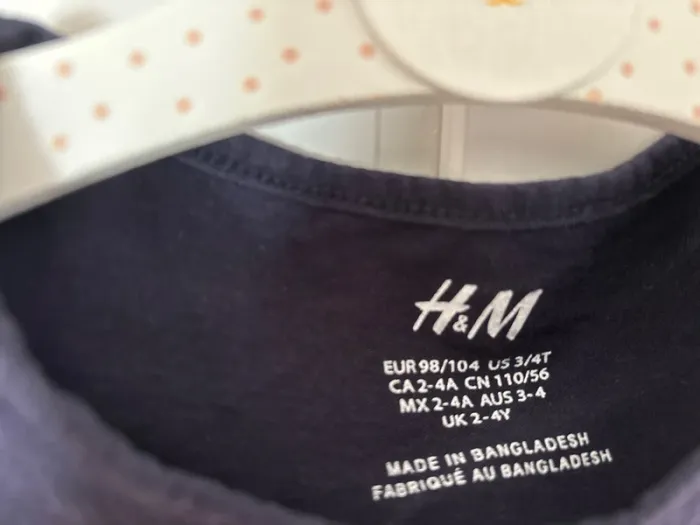 H&M
EUR 98/104 US 3/4T
CA 2-4A CN 110/56
MX 2-4A AUS 3-4
UK 2-4Y
MADE IN BANGLADESH
FABRIQUÉ AU BANGLADESH